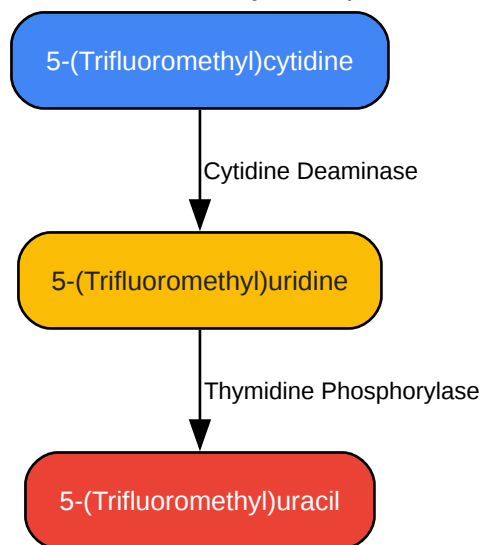 5-(Trifluoromethyl)cytidine
Cytidine Deaminase
5-(Trifluoromethyl)uridine
Thymidine Phosphorylase
5-(Trifluoromethyl)uracil